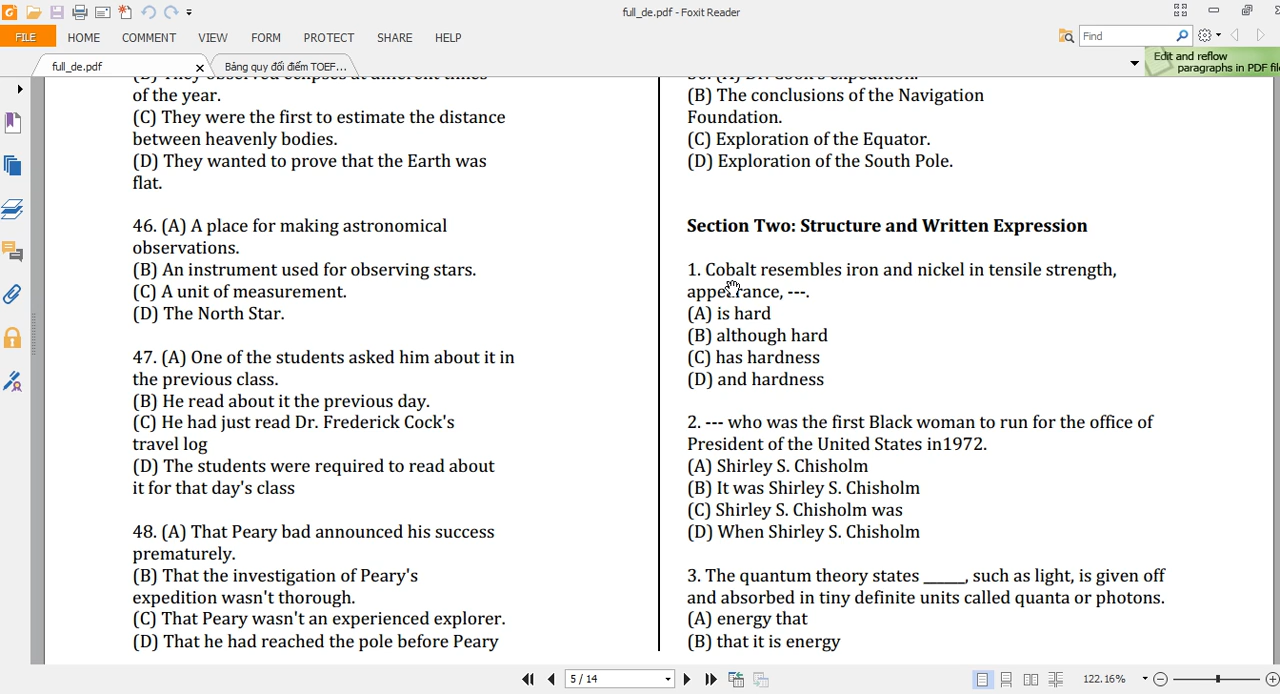 full_de.pdf - Foxit Reader
FILE HOME COMMENT VIEW FORM PROTECT SHARE HELP
Find
full_de.pdf x
Bảng quy đổi điểm TOEF...
Edit and reflow
paragraphs in PDF file
of the year.
(C) They were the first to estimate the distance
between heavenly bodies.
(D) They wanted to prove that the Earth was
flat.
46. (A) A place for making astronomical
observations.
(B) An instrument used for observing stars.
(C) A unit of measurement.
(D) The North Star.
47. (A) One of the students asked him about it in
the previous class.
(B) He read about it the previous day.
(C) He had just read Dr. Frederick Cock's
travel log
(D) The students were required to read about
it for that day's class
48. (A) That Peary bad announced his success
prematurely.
(B) That the investigation of Peary's
expedition wasn't thorough.
(C) That Peary wasn't an experienced explorer.
(D) That he had reached the pole before Peary
(B) The conclusions of the Navigation
Foundation.
(C) Exploration of the Equator.
(D) Exploration of the South Pole.
Section Two: Structure and Written Expression
1. Cobalt resembles iron and nickel in tensile strength,
appearance, ---.
(A) is hard
(B) although hard
(C) has hardness
(D) and hardness
2. --- who was the first Black woman to run for the office of
President of the United States in1972.
(A) Shirley S. Chisholm
(B) It was Shirley S. Chisholm
(C) Shirley S. Chisholm was
(D) When Shirley S. Chisholm
3. The quantum theory states ______, such as light, is given off
and absorbed in tiny definite units called quanta or photons.
(A) energy that
(B) that it is energy
5 / 14
122.16%